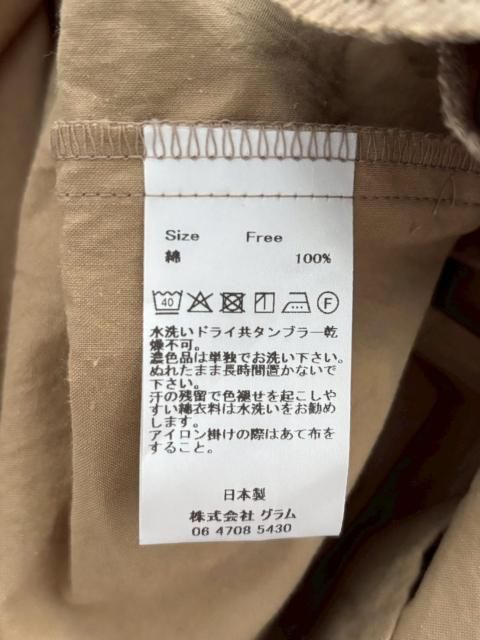 Size Free
綿 100%
40
F
水洗いドライ共タンブラー乾
燥不可。
濃色品は単独でお洗い下さい。
ぬれたまま長時間置かないで
下さい。
汗の残留で色褪せを起こしや
すい綿衣料は水洗いをお勧め
します。
アイロン掛けの際はあて布を
すること。
日本製
株式会社 グラム
06 4708 5430